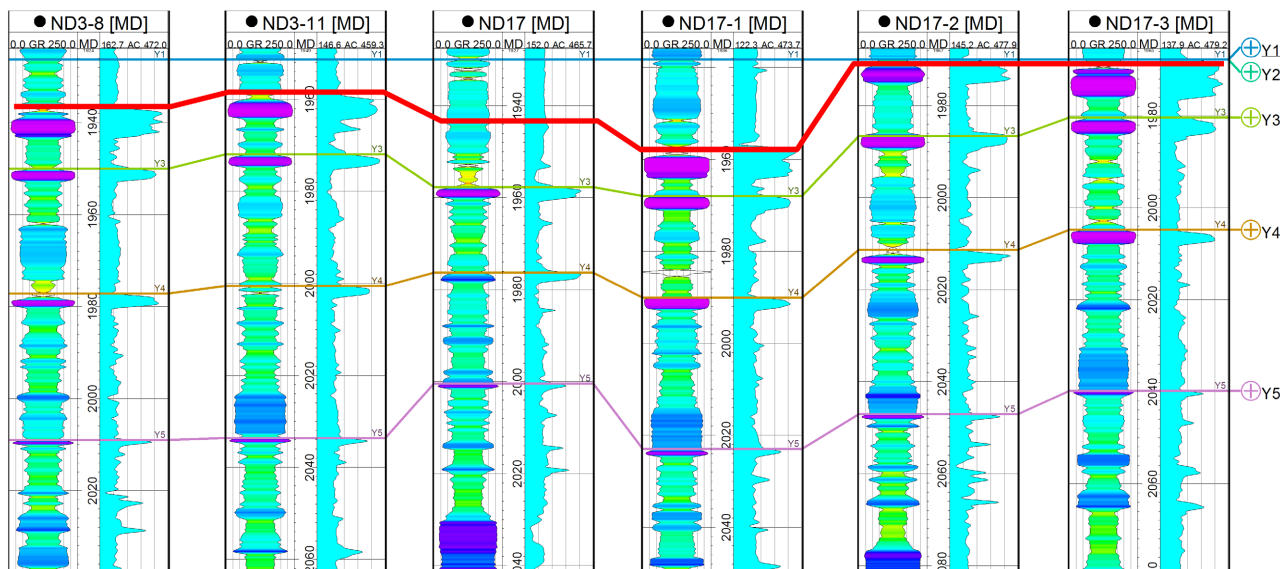 ND3-8 [MD]
0.0 GR 250.0 MD 162.7 AC 472.0
Y1
1940
Y3
1960
Y4
1980
2000
Y5
2020
ND3-11 [MD]
0.0 GR 250.0 MD 146.6 AC 459.3
Y1
1960
Y3
1980
Y4
2000
2020
Y5
2040
2060
ND17 [MD]
0.0 GR 250.0 MD 152.0 AC 465.7
Y1
1940
Y3
1960
Y4
1980
2000
Y5
2020
2040
ND17-1 [MD]
0.0 GR 250.0 MD 122.3 AC 473.7
Y1
1960
Y3
1980
Y4
2000
2020
Y5
2040
ND17-2 [MD]
0.0 GR 250.0 MD 145. AC 477.9
Y1
1980
Y3
2000
Y4
2020
2040
Y5
2060
2080
ND17-3 [MD]
0.0 GR 250.0 MD 137.9 AC 479.2
Y1
1980
Y3
2000
Y4
2020
2040
Y5
2060
0
Y1
Y2
Y3
Y4
Y5